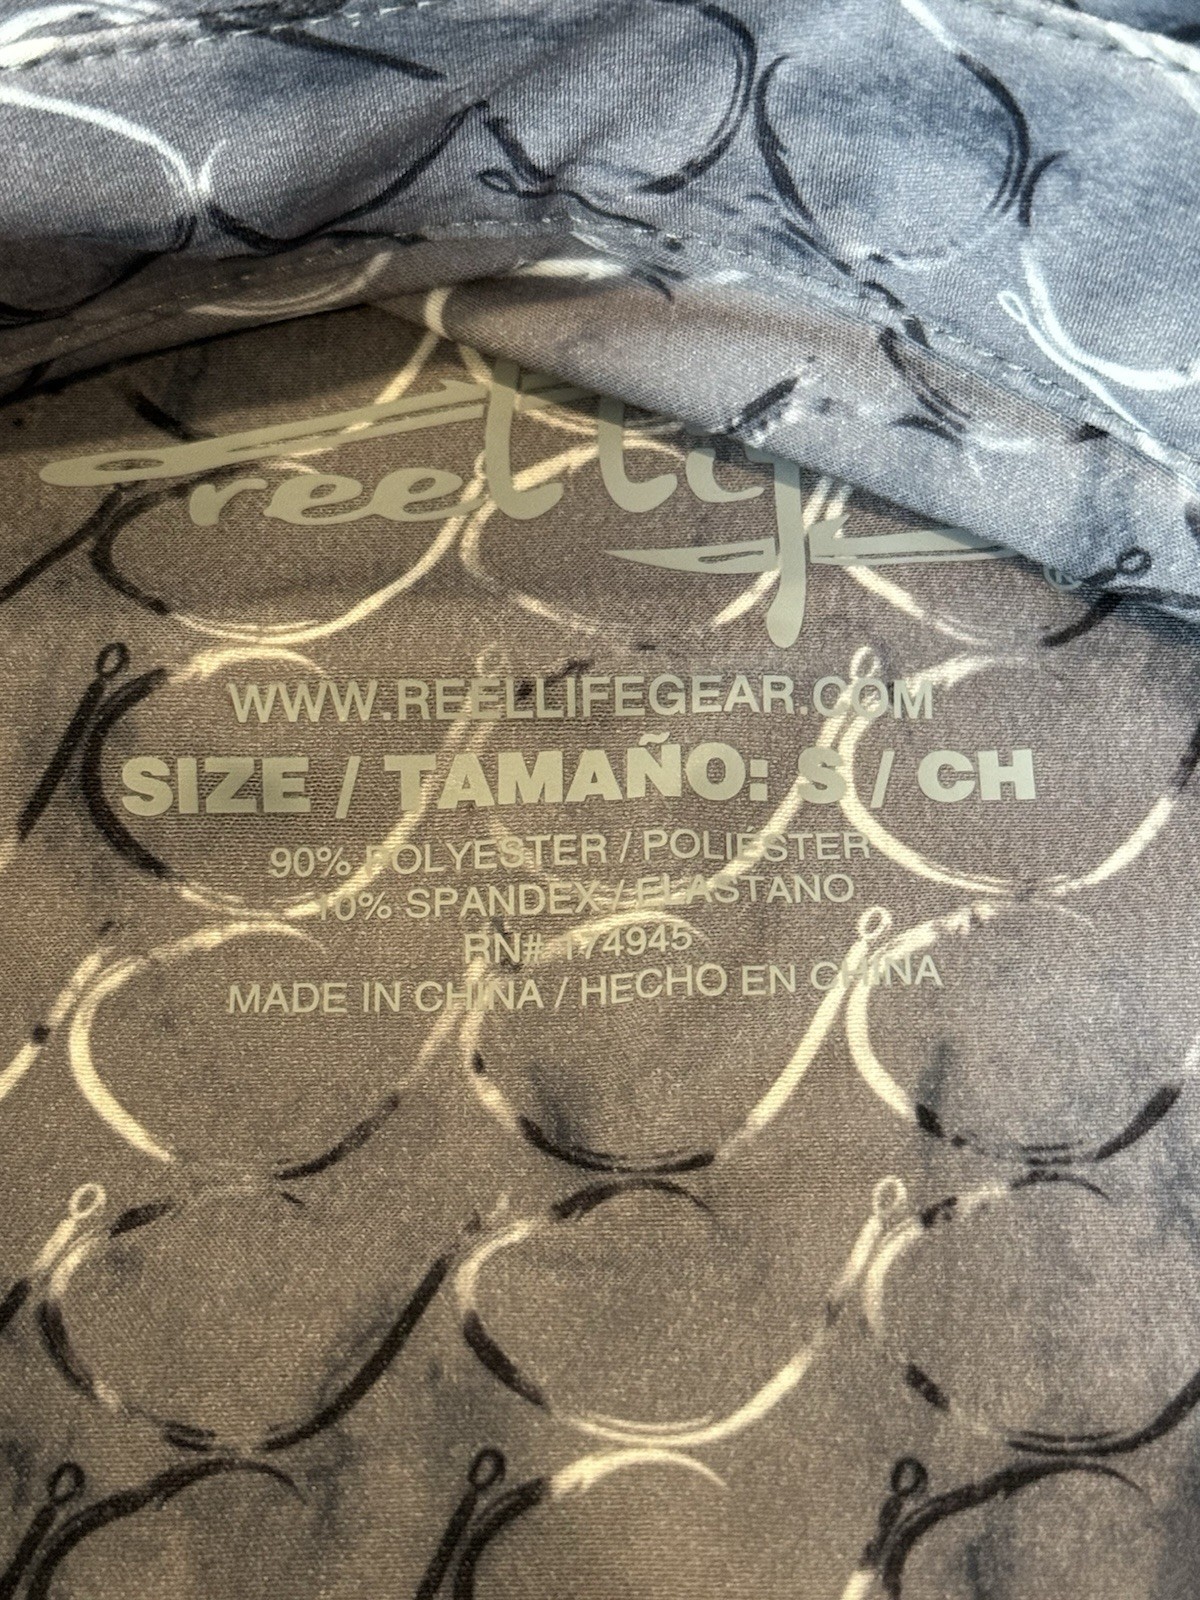 reel life
WWW.REELLIFEGEAR.COM
SIZE / TAMAÑO: S / CH
90% POLYESTER / POLIÉSTER
10% SPANDEX / ELASTANO
RN# 174945
MADE IN CHINA / HECHO EN CHINA